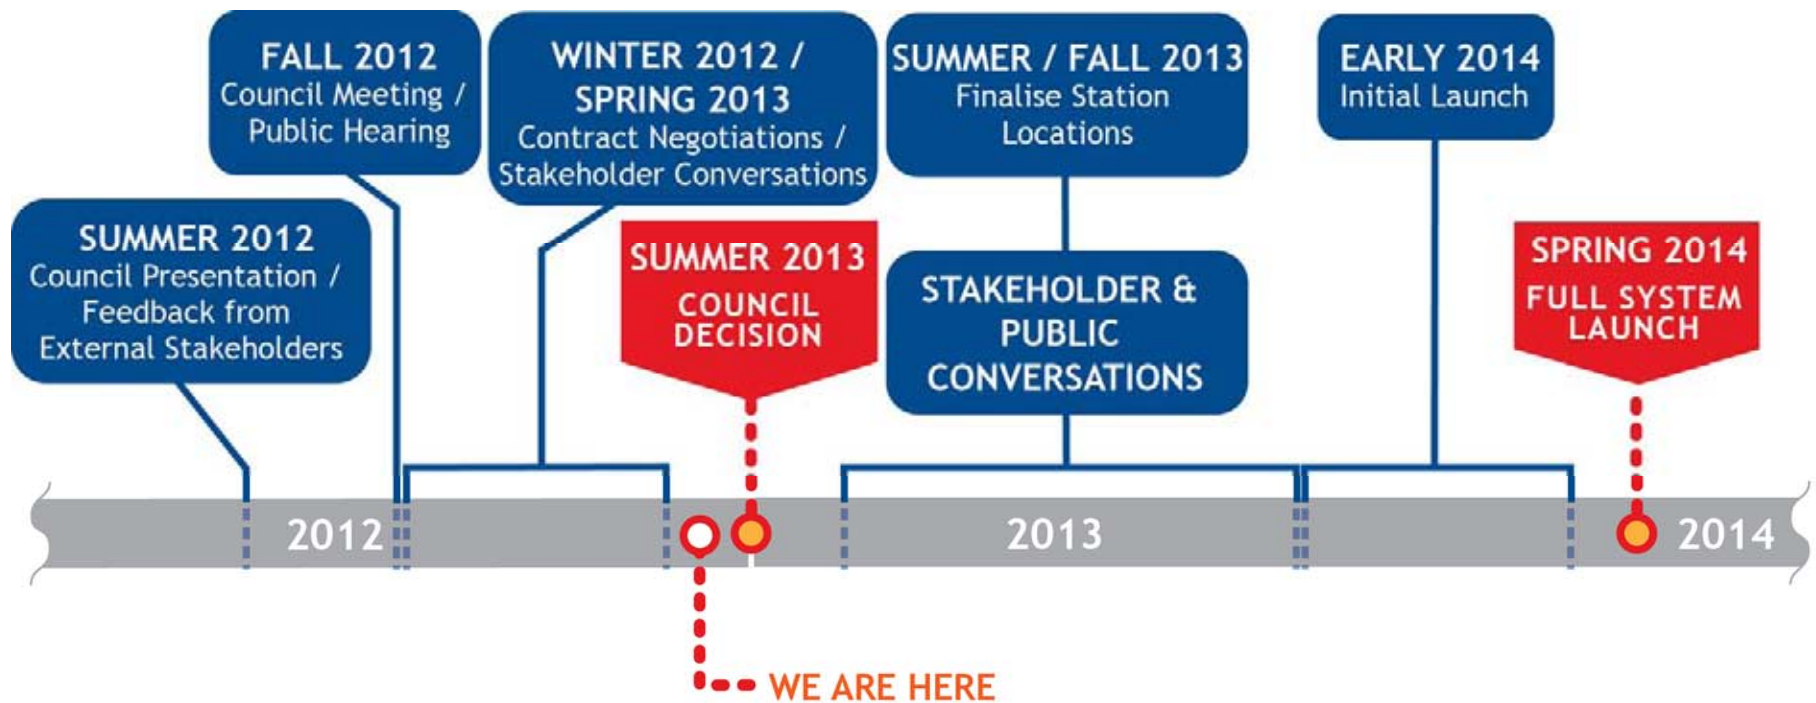 FALL 2012
Council Meeting /
Public Hearing
WINTER 2012 /
SPRING 2013
Contract Negotiations /
Stakeholder Conversations
SUMMER / FALL 2013
Finalise Station
Locations
EARLY 2014
Initial Launch
SUMMER 2012
Council Presentation /
Feedback from
External Stakeholders
SUMMER 2013
COUNCIL
DECISION
STAKEHOLDER &
PUBLIC
CONVERSATIONS
SPRING 2014
FULL SYSTEM
LAUNCH
2012
2013
2014
WE ARE HERE